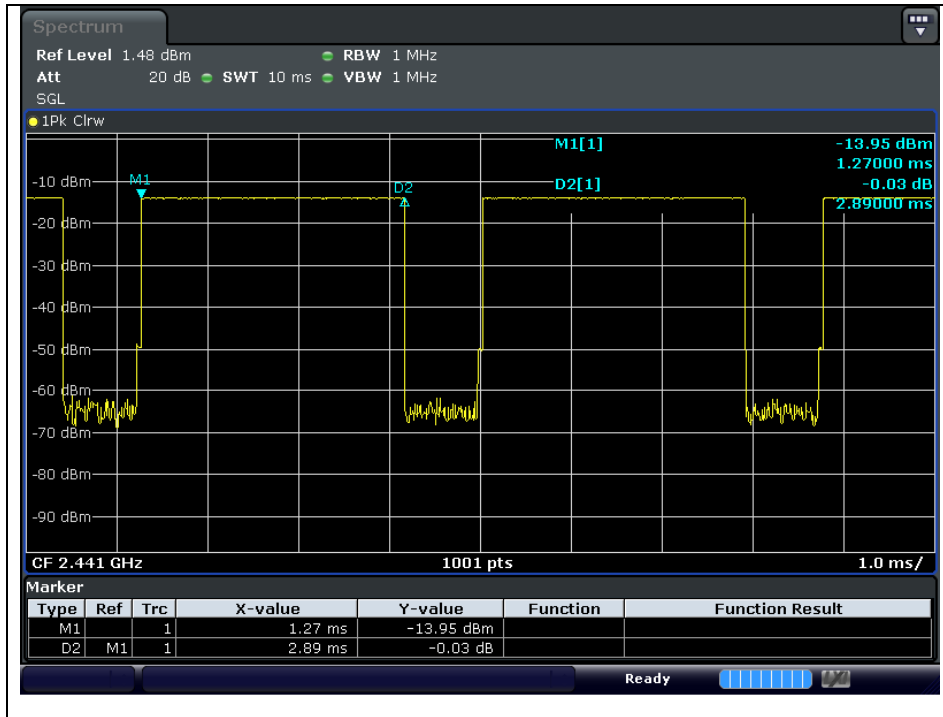 Spectrum
Ref Level 1.48 dBm RBW 1 MHz
Att 20 dB SWT 10 ms VBW 1 MHz
SGL
1Pk Clrw
M1[1] -13.95 dBm
1.27000 ms
-10 dBm M1 D2 D2[1] -0.03 dB
2.89000 ms
-20 dBm
-30 dBm
-40 dBm
-50 dBm
-60 dBm
-70 dBm
-80 dBm
-90 dBm
CF 2.441 GHz 1001 pts 1.0 ms/
Marker
Type Ref Trc X-value Y-value Function Function Result
M1 1 1.27 ms -13.95 dBm
D2 M1 1 2.89 ms -0.03 dB
Ready